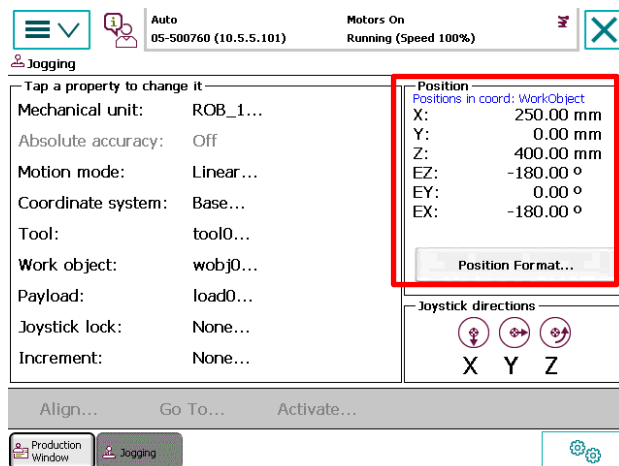 Auto
05-500760 (10.5.5.101)
Motors On
Running (Speed 100%)
Jogging
Tap a property to change it
Mechanical unit: ROB_1...
Absolute accuracy: Off
Motion mode: Linear...
Coordinate system: Base...
Tool: tool0...
Work object: wobj0...
Payload: load0...
Joystick lock: None...
Increment: None...
Position
Positions in coord: WorkObject
X: 250.00 mm
Y: 0.00 mm
Z: 400.00 mm
EZ: -180.00 º
EY: 0.00 º
EX: -180.00 º
Position Format...
Joystick directions
X Y Z
Align... Go To... Activate...
Production
Window
Jogging